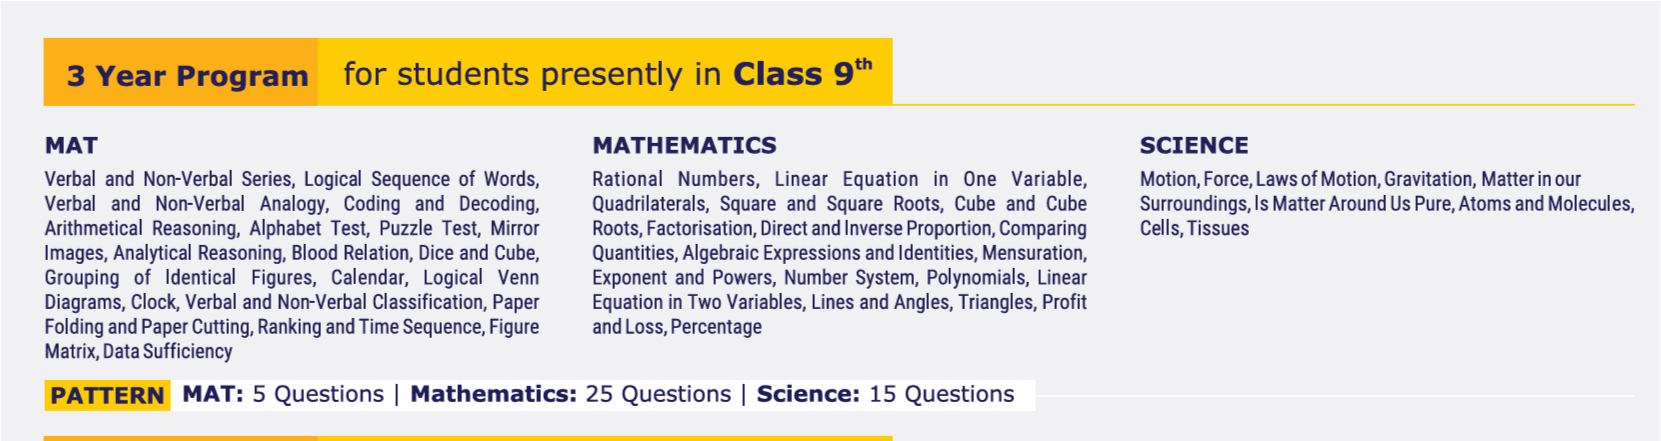 3 Year Program for students presently in Class 9th
MAT
Verbal and Non-Verbal Series, Logical Sequence of Words,
Verbal and Non-Verbal Analogy, Coding and Decoding,
Arithmetical Reasoning, Alphabet Test, Puzzle Test, Mirror
Images, Analytical Reasoning, Blood Relation, Dice and Cube,
Grouping of Identical Figures, Calendar, Logical Venn
Diagrams, Clock, Verbal and Non-Verbal Classification, Paper
Folding and Paper Cutting, Ranking and Time Sequence, Figure
Matrix, Data Sufficiency
MATHEMATICS
Rational Numbers, Linear Equation in One Variable,
Quadrilaterals, Square and Square Roots, Cube and Cube
Roots, Factorisation, Direct and Inverse Proportion, Comparing
Quantities, Algebraic Expressions and Identities, Mensuration,
Exponent and Powers, Number System, Polynomials, Linear
Equation in Two Variables, Lines and Angles, Triangles, Profit
and Loss, Percentage
SCIENCE
Motion, Force, Laws of Motion, Gravitation, Matter in our
Surroundings, Is Matter Around Us Pure, Atoms and Molecules,
Cells, Tissues
PATTERN MAT: 5 Questions | Mathematics: 25 Questions | Science: 15 Questions